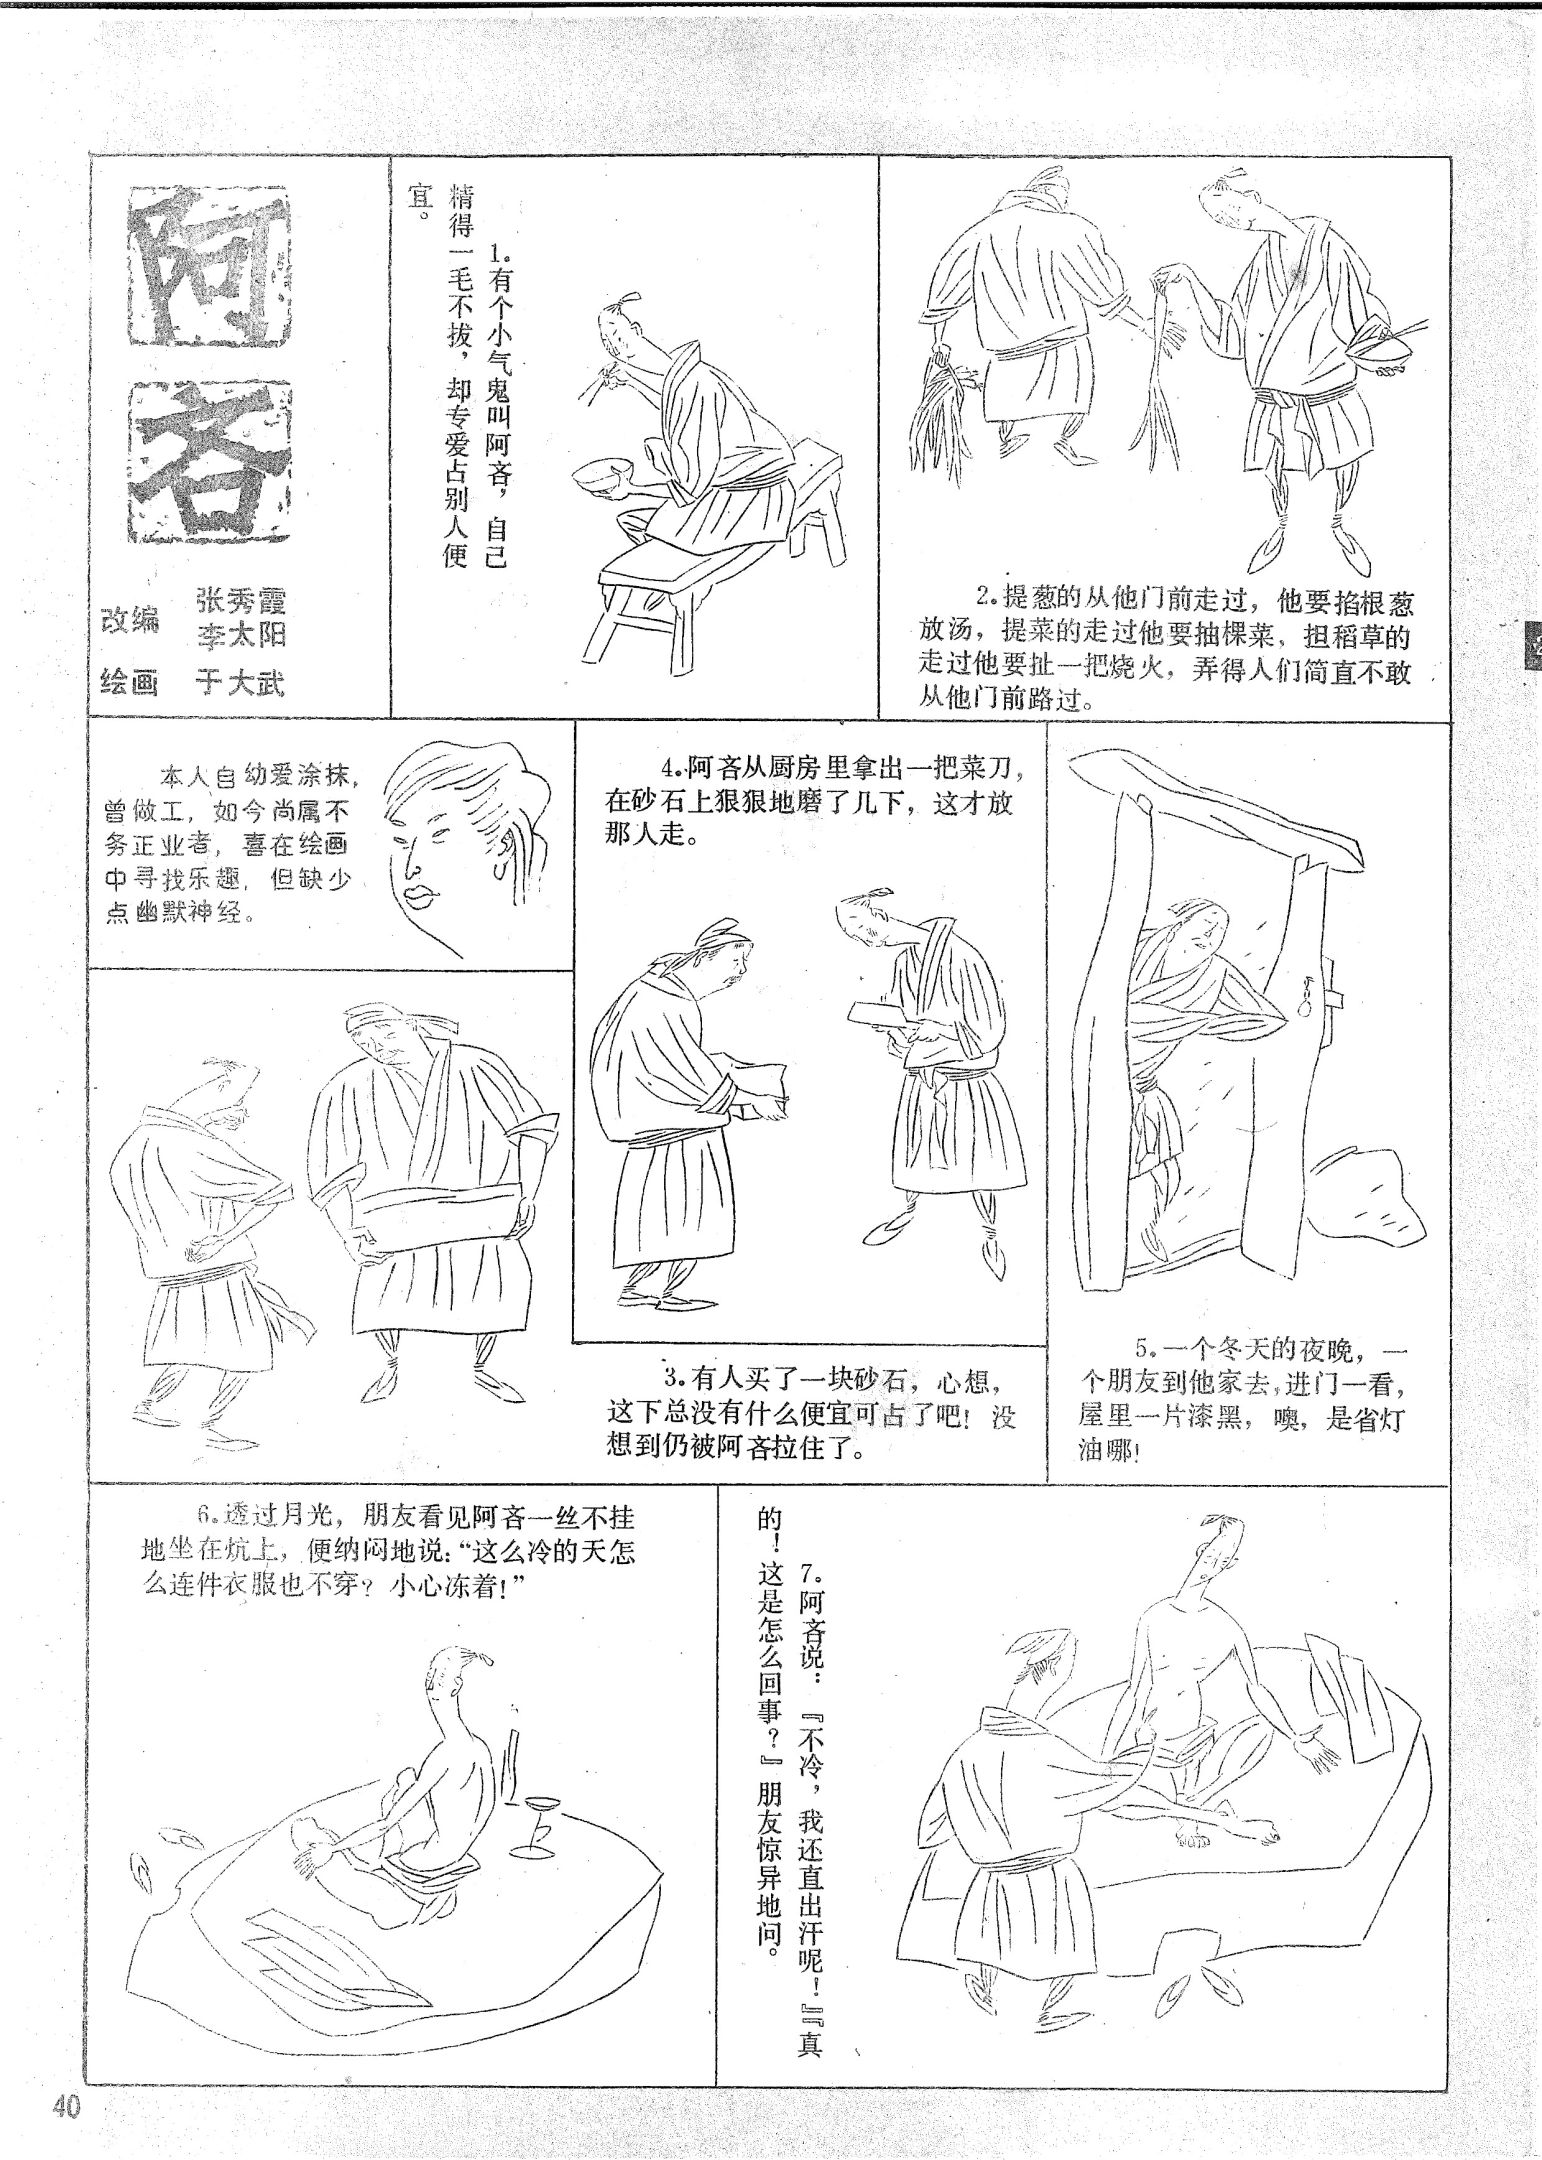 阿
吝
改编 张秀霞
李太阳
绘画 于大武
1.有个小气鬼叫阿吝，自己
精得一毛不拔，却专爱占别人便
宜。
2.提葱的从他门前走过，他要掐根葱
放汤，提菜的走过他要抽棵菜，担稻草的
走过他要扯一把烧火，弄得人们简直不敢
从他门前路过。
本人自幼爱涂抹，
曾做工，如今尚属不
务正业者，喜在绘画
中寻找乐趣，但缺少
点幽默神经。
3.有人买了一块砂石，心想，
这下总没有什么便宜可占了吧！没
想到仍被阿吝拉住了。
4.阿吝从厨房里拿出一把菜刀，
在砂石上狠狠地磨了几下，这才放
那人走。
5.一个冬天的夜晚，一
个朋友到他家去，进门一看，
屋里一片漆黑，噢，是省灯
油哪！
6.透过月光，朋友看见阿吝一丝不挂
地坐在炕上，便纳闷地说：“这么冷的天怎
么连件衣服也不穿？小心冻着！”
7.阿吝说：『不冷，我还直出汗呢！』『真
的！这是怎么回事？』朋友惊异地问。
40